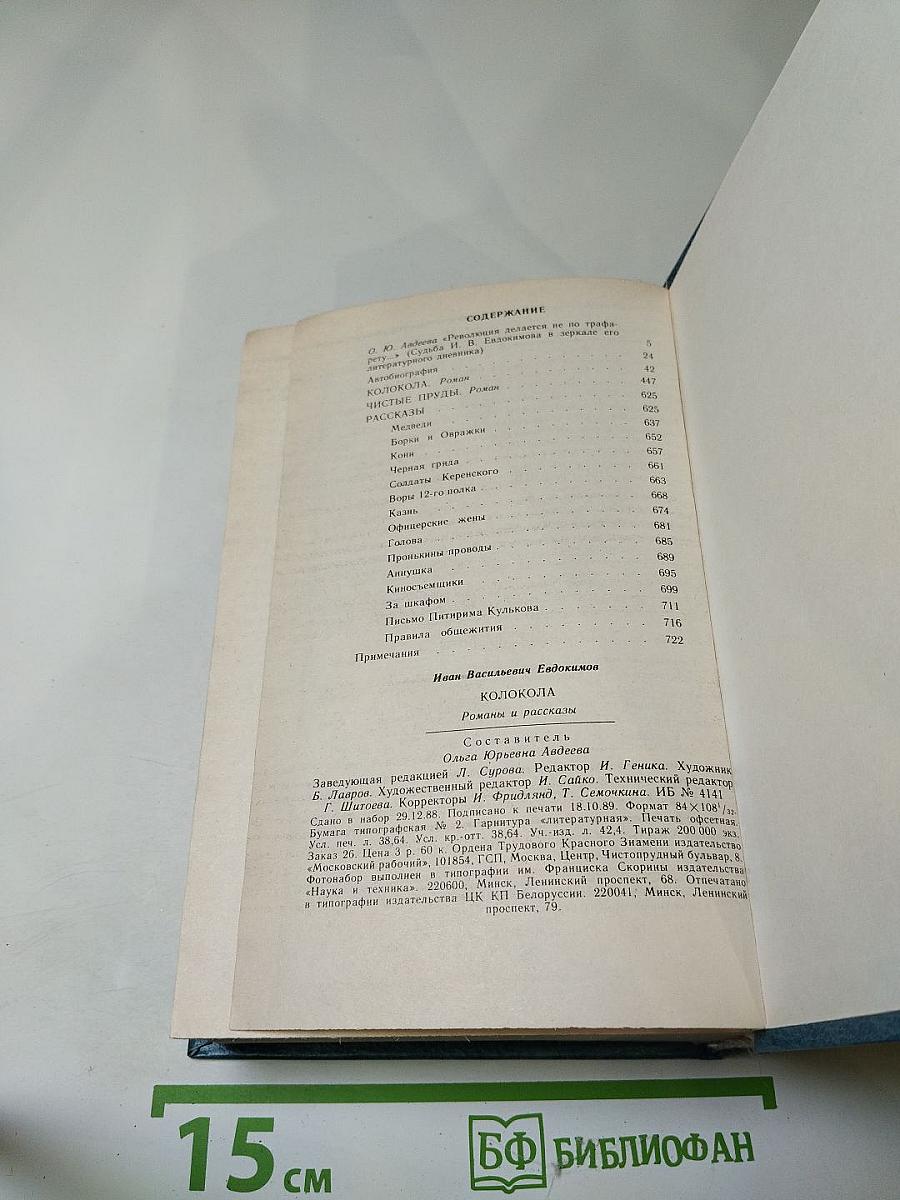 СОДЕРЖАНИЕ
О. Ю. Авдеева «Революция делается не по трафа-
рету...» (Судьба И. В. Евдокимова в зеркале его
литературного дневника) 5
Автобиография 24
КОЛОКОЛА. Роман 42
ЧИСТЫЕ ПРУДЫ. Роман 447
РАССКАЗЫ 625
Медведи 625
Борки и Овражки 637
Кони 652
Черная гряда 657
Солдаты Керенского 661
Воры 12-го полка 663
Казнь 668
Офицерские жены 674
Голова 681
Пронькины проводы 685
Аннушка 689
Киносъемщики 695
За шкафом 699
Письмо Питирима Кулькова 711
Правила общежития 716
Примечания 722
Иван Васильевич Евдокимов
КОЛОКОЛА
Романы и рассказы
Составитель
Ольга Юрьевна Авдеева
Заведующая редакцией Л. Сурова. Редактор И. Геника. Художник
Б. Лавров. Художественный редактор И. Сайко. Технический редактор
Г. Шитоева. Корректоры И. Фридлянд, Т. Семочкина. ИБ № 4141
Сдано в набор 29.12.88. Подписано к печати 18.10.89. Формат 84×108¹/₃₂.
Бумага типографская № 2. Гарнитура «литературная». Печать офсетная.
Усл. печ. л. 38,64. Усл. кр.-отт. 38,64. Уч.-изд. л. 42,4. Тираж 200 000 экз.
Заказ 26. Цена 3 р. 60 к. Ордена Трудового Красного Знамени издательство
«Московский рабочий», 101854, ГСП, Москва, Центр, Чистопрудный бульвар, 8.
Фотонабор выполнен в типографии им. Франциска Скорины издательства
«Наука и техника». 220600, Минск, Ленинский проспект, 68. Отпечатано
в типографии издательства ЦК КП Белоруссии. 220041, Минск, Ленинский
проспект, 79.
15 см
БФ БИБЛИОФАН